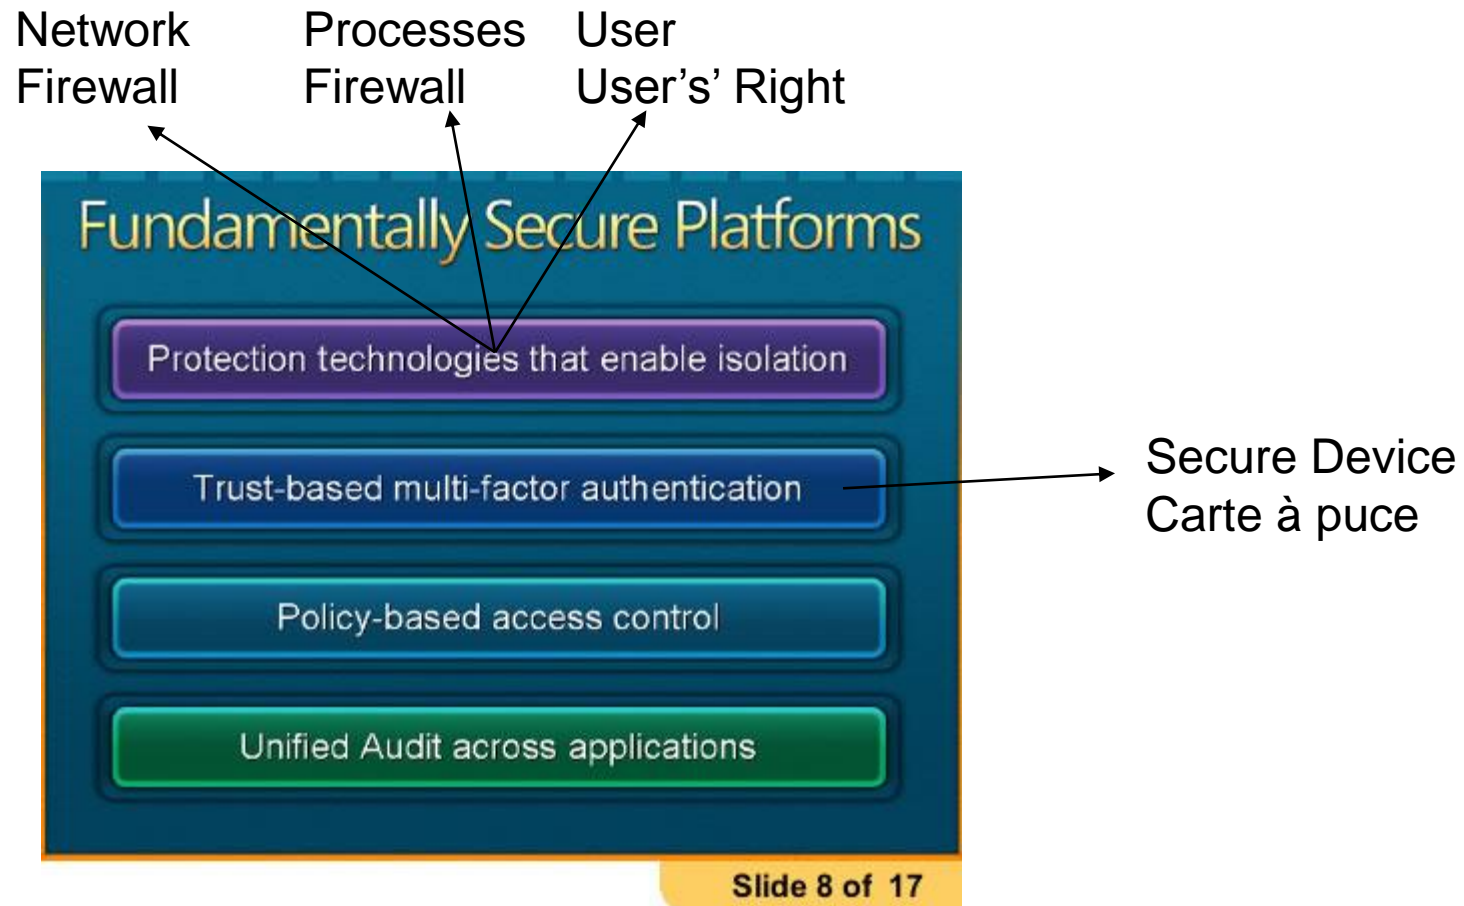 Network
Firewall
Processes
Firewall
User
User’s’ Right
Fundamentally Secure Platforms
Protection technologies that enable isolation
Trust-based multi-factor authentication
Secure Device
Carte à puce
Policy-based access control
Unified Audit across applications
Slide 8 of 17